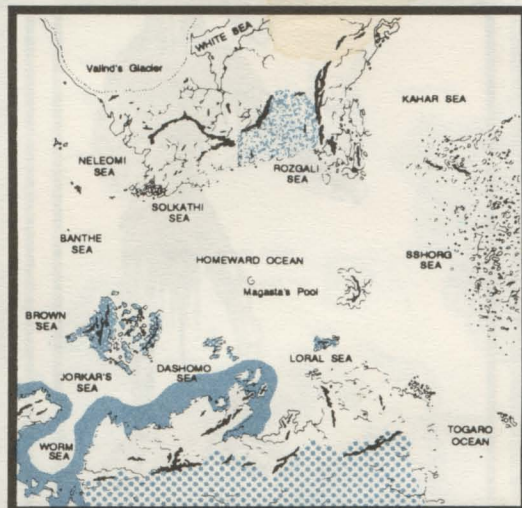 WHITE SEA
Valind's Glacier
KAHAR SEA
NELEOMI
SEA
ROZGALI
SEA
SOLKATHI
SEA
BANTHE
SEA
HOMEWARD OCEAN
SSHORG
SEA
Magasta's Pool
BROWN
SEA
LORAL SEA
DASHOMO
SEA
JORKAR'S
SEA
TOGARO
OCEAN
WORM
SEA